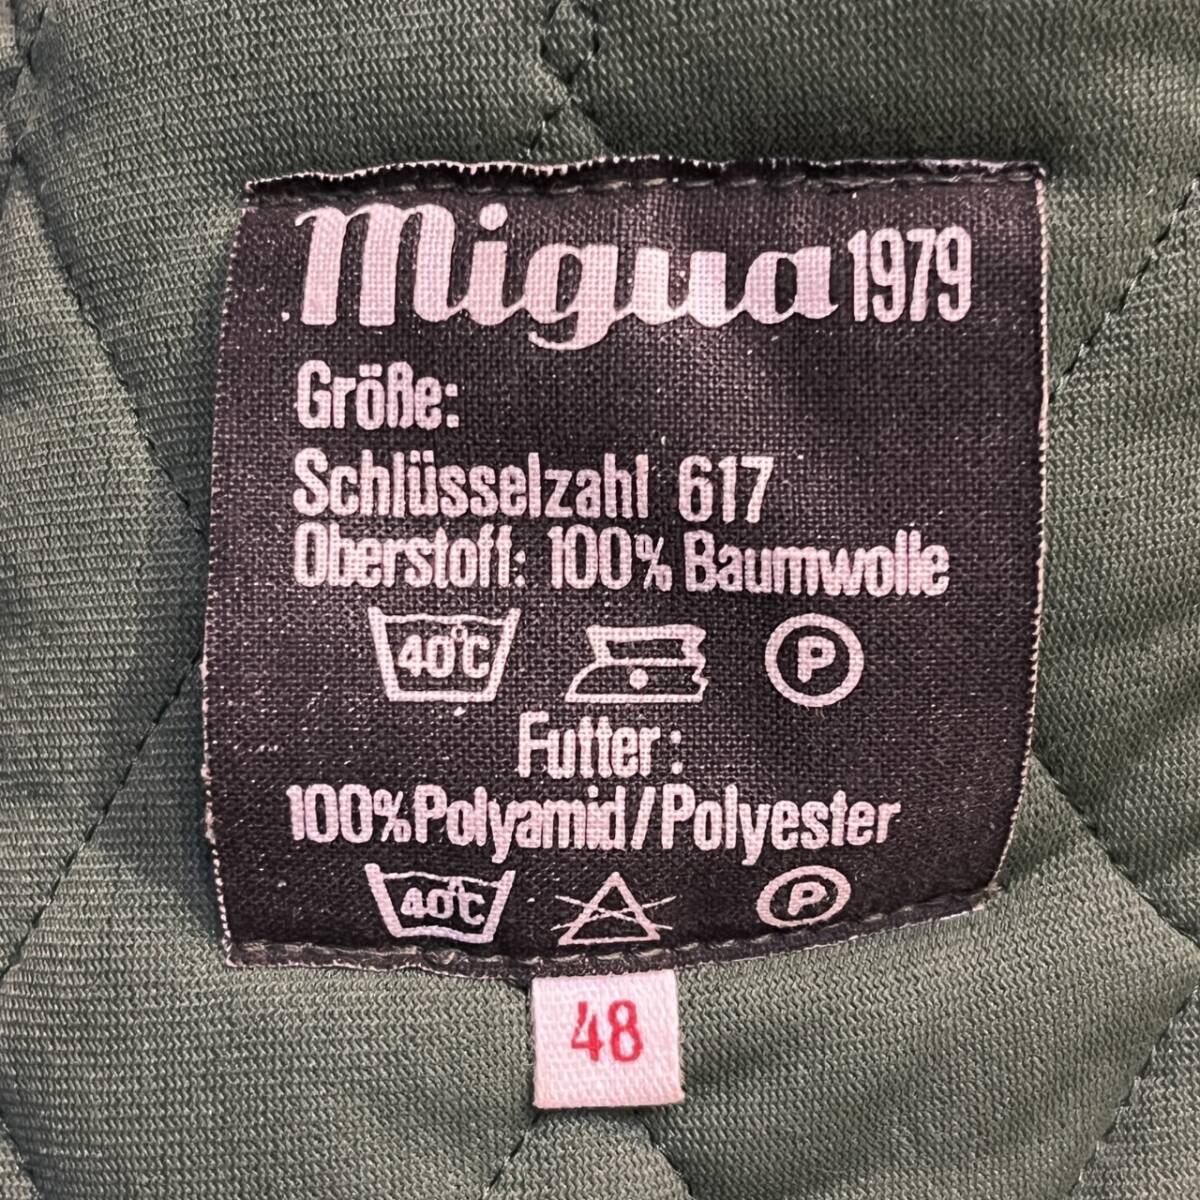 Migua 1979
Größe:
Schlüsselzahl 617
Oberstoff: 100% Baumwolle
40°C P
Futter:
100% Polyamid/Polyester
40°C P
48